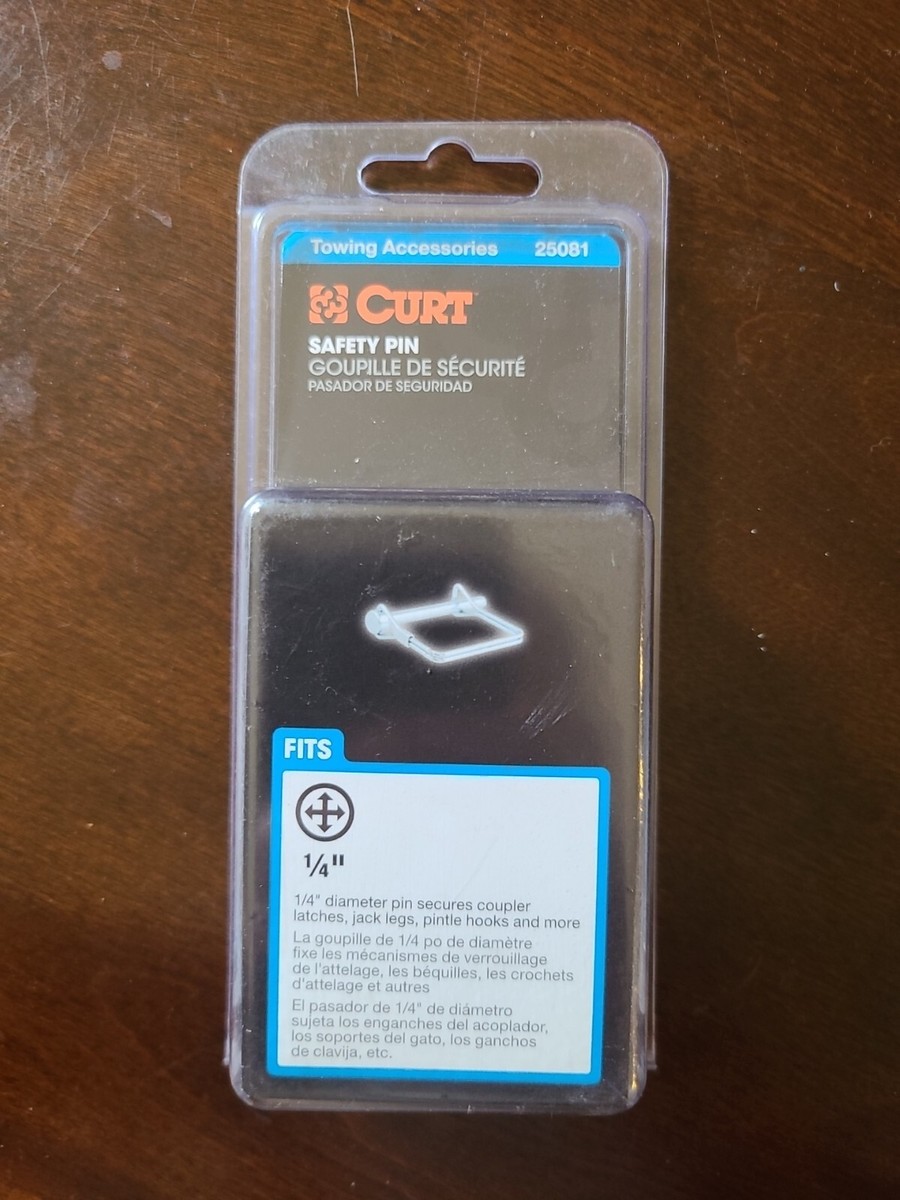 Towing Accessories 25081
CURT
SAFETY PIN
GOUPILLE DE SÉCURITÉ
PASADOR DE SEGURIDAD
FITS
1/4"
1/4" diameter pin secures coupler
latches, jack legs, pintle hooks and more
La goupille de 1/4 po de diamètre
fixe les mécanismes de verrouillage
de l'attelage, les béquilles, les crochets
d'attelage et autres
El pasador de 1/4" de diámetro
sujeta los enganches del acoplador,
los soportes del gato, los ganchos
de clavija, etc.